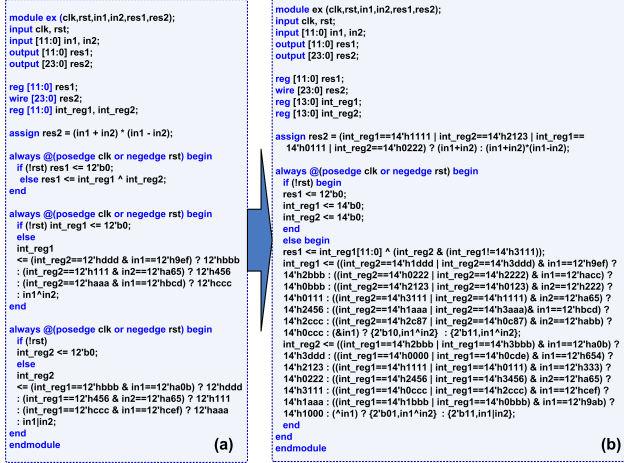 module ex (clk,rst,in1,in2,res1,res2);
input clk, rst;
input [11:0] in1, in2;
output [11:0] res1;
output [23:0] res2;
reg [11:0] res1;
wire [23:0] res2;
reg [11:0] int_reg1, int_reg2;
assign res2 = (in1 + in2) * (in1 - in2);
always @(posedge clk or negedge rst) begin
if (!rst) res1 <= 12'b0;
else res1 <= int_reg1 ^ int_reg2;
end
always @(posedge clk or negedge rst) begin
if (!rst) int_reg1 <= 12'b0;
else
int_reg1
<= (int_reg2==12'hddd & in1==12'h9ef) ? 12'hbbb
: (int_reg2==12'h111 & in2==12'ha65) ? 12'h456
: (int_reg2==12'haaa & in1==12'hbcd) ? 12'hccc
: in1^in2;
end
always @(posedge clk or negedge rst) begin
if (!rst)
int_reg2 <= 12'b0;
else
int_reg2
<= (int_reg1==12'hbbb & in1==12'ha0b) ? 12'hddd
: (int_reg1==12'h456 & in2==12'ha65) ? 12'h111
: (int_reg1==12'hccc & in1==12'hcef) ? 12'haaa
: in1|in2;
end
endmodule
(a)
module ex (clk,rst,in1,in2,res1,res2);
input clk, rst;
input [11:0] in1, in2;
output [11:0] res1;
output [23:0] res2;
reg [11:0] res1;
wire [23:0] res2;
reg [13:0] int_reg1;
reg [13:0] int_reg2;
assign res2 = (int_reg1==14'h1111 | int_reg2==14'h2123 | int_reg1==
14'h0111 | int_reg2==14'h0222) ? (in1+in2) : (in1+in2)*(in1-in2);
always @(posedge clk or negedge rst) begin
if (!rst) begin
res1 <= 12'b0;
int_reg1 <= 14'b0;
int_reg2 <= 14'b0;
end
else begin
res1 <= int_reg1[11:0] ^ (int_reg2 & (int_reg1!=14'h3111));
int_reg1 <= ((int_reg2==14'h1ddd | int_reg2==14'h3ddd) & in1==12'h9ef) ?
14'h2bbb : ((int_reg2==14'h0222 | int_reg2==14'h2222) & in1==12'hacc) ?
14'h0bbb : ((int_reg2==14'h2123 | int_reg2==14'h0123) & in2==12'h222) ?
14'h0111 : ((int_reg2==14'h3111 | int_reg2==14'h1111) & in2==12'ha65) ?
14'h2456 : ((int_reg2==14'h1aaa | int_reg2==14'h3aaa)& in1==12'hbcd) ?
14'h2ccc : ((int_reg2==14'h2c87 | int_reg2==14'h0c87) & in2==12'habb) ?
14'h0ccc : (&in1) ? {2'b10,in1^in2} : {2'b11,in1^in2};
int_reg2 <= ((int_reg1==14'h2bbb | int_reg1==14'h3bbb) & in1==12'ha0b) ?
14'h3ddd : ((int_reg1==14'h0000 | int_reg1==14'h0cde) & in1==12'h654) ?
14'h2123 : ((int_reg1==14'h1111 | int_reg1==14'h0111) & in1==12'h333) ?
14'h0222 : ((int_reg1==14'h2456 | int_reg1==14'h3456) & in2==12'ha65) ?
14'h3111 : ((int_reg1==14'h0ccc | int_reg1==14'h2ccc) & in1==12'hcef) ?
14'h1aaa : ((int_reg1==14'h1bbb | int_reg1==14'h0bbb) & in1==12'h9ab) ?
14'h1000 : (^in1) ? {2'b01,in1^in2} : {2'b11,in1|in2};
end
end
endmodule
(b)